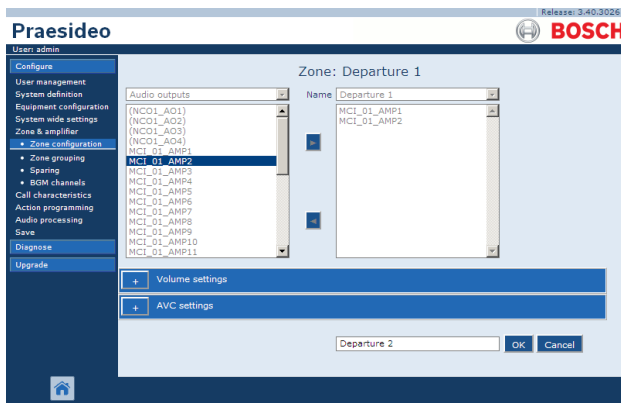 Release: 3.40.3026
Praesideo
BOSCH
User: admin
Configure
User management
System definition
Equipment configuration
System wide settings
Zone & amplifier
• Zone configuration
• Zone grouping
• Sparing
• BGM channels
Call characteristics
Action programming
Audio processing
Save
Diagnose
Upgrade
Zone: Departure 1
Audio outputs
(NCO1_AO1)
(NCO1_AO2)
(NCO1_AO3)
(NCO1_AO4)
MCI_01_AMP1
MCI_01_AMP2
MCI_01_AMP3
MCI_01_AMP4
MCI_01_AMP5
MCI_01_AMP6
MCI_01_AMP7
MCI_01_AMP8
MCI_01_AMP9
MCI_01_AMP10
MCI_01_AMP11
Name Departure 1
MCI_01_AMP1
MCI_01_AMP2
+ Volume settings
+ AVC settings
Departure 2
OK
Cancel